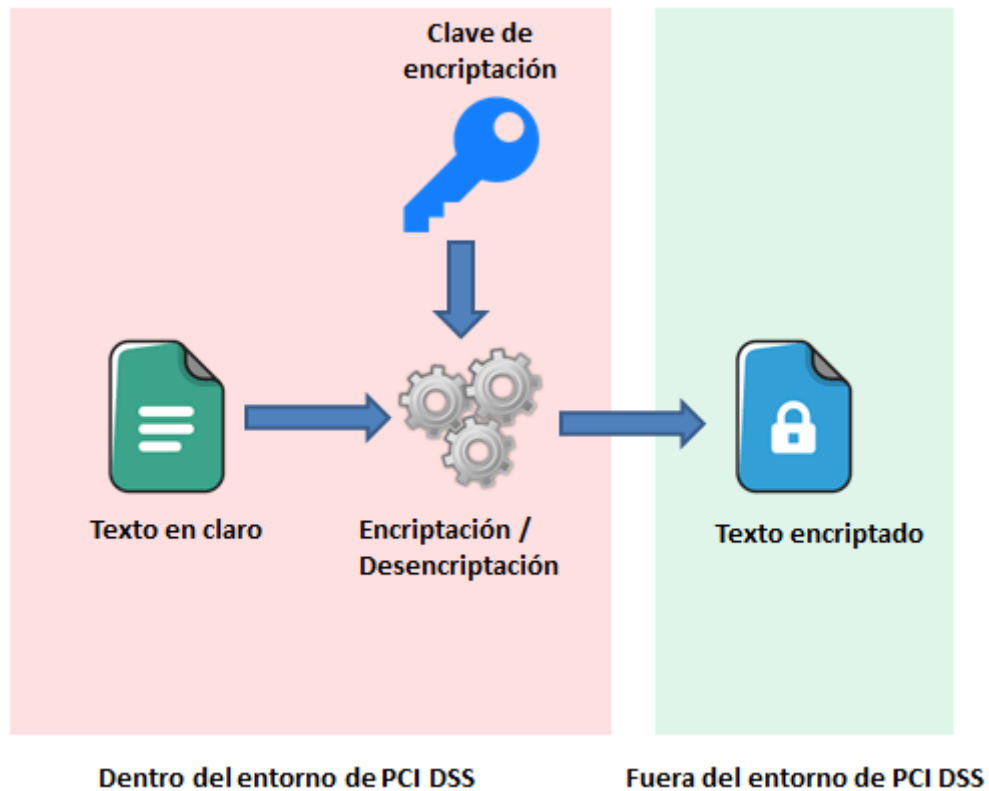 Clave de
encriptación
Texto en claro
Encriptación /
Desencriptación
Texto encriptado
Dentro del entorno de PCI DSS
Fuera del entorno de PCI DSS